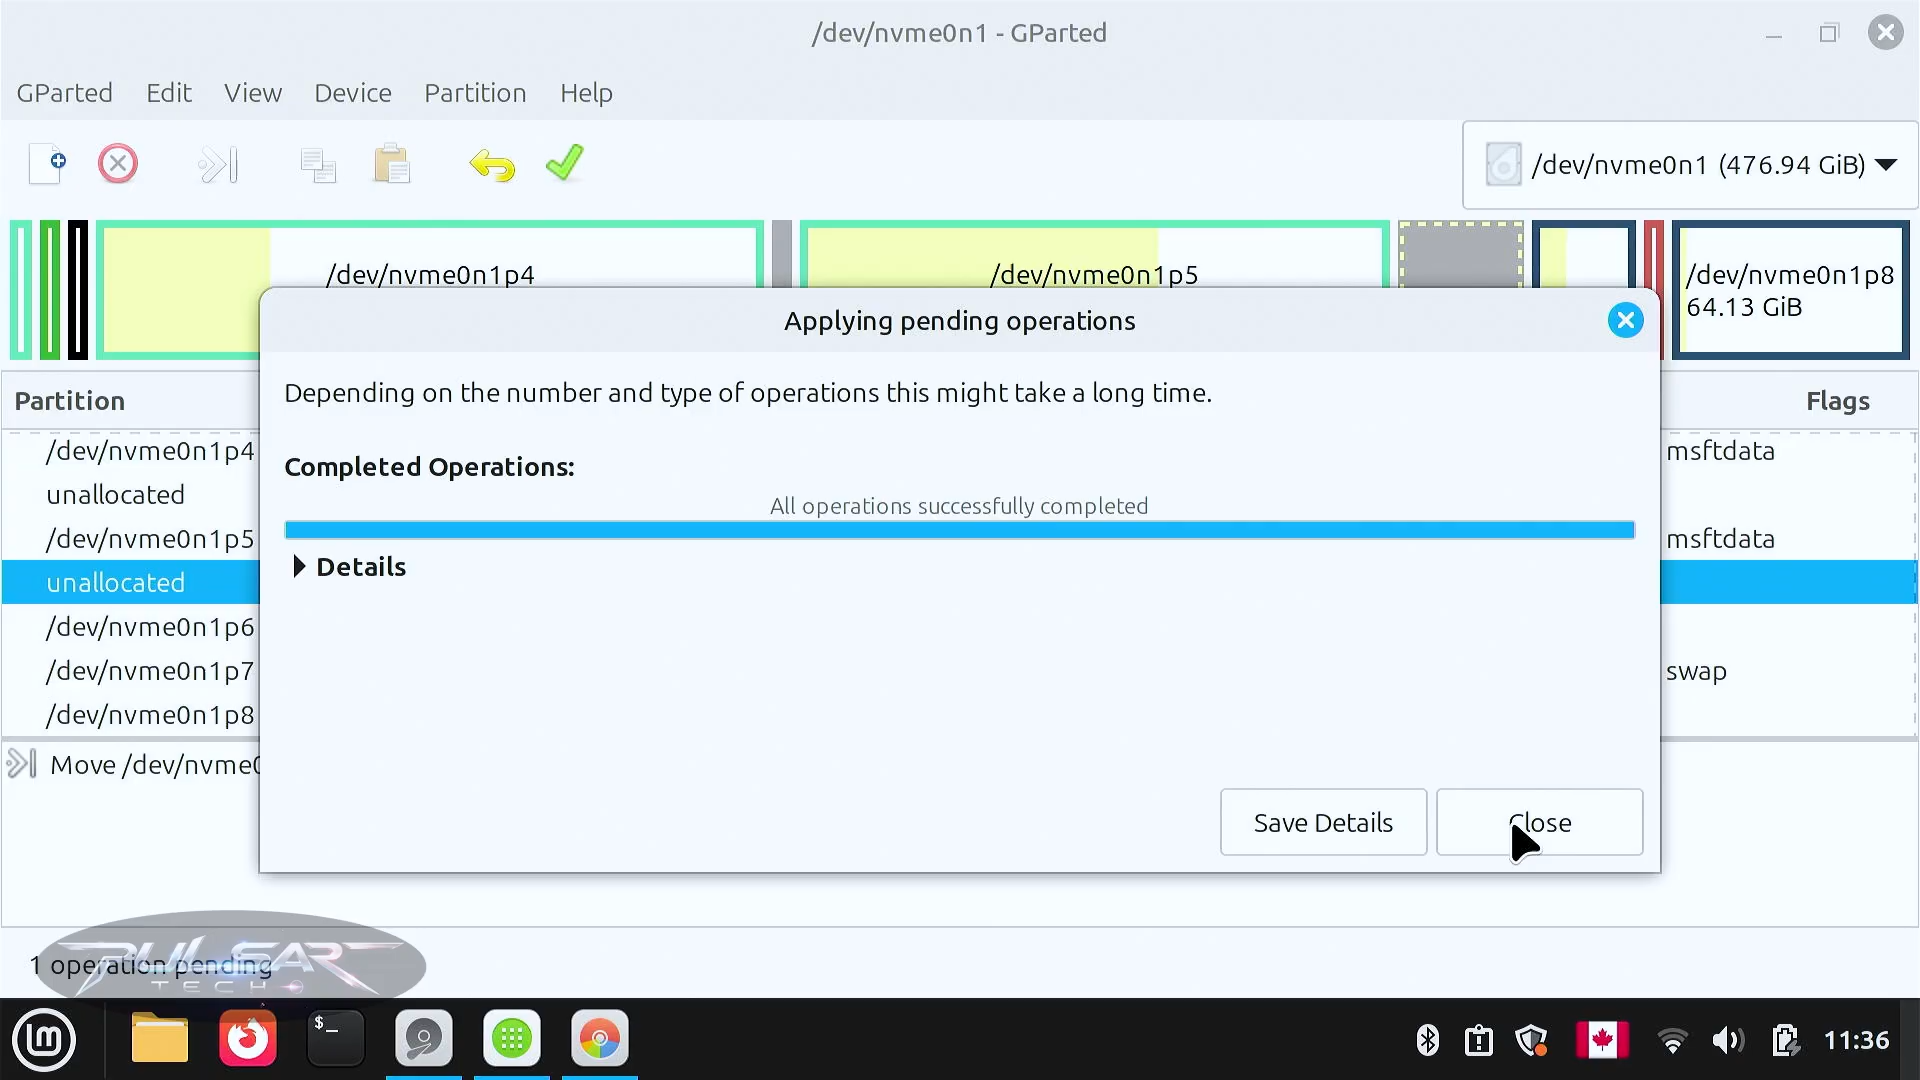 /dev/nvme0n1 - GParted
GParted Edit View Device Partition Help
/dev/nvme0n1 (476.94 GiB)
/dev/nvme0n1p4
/dev/nvme0n1p5
/dev/nvme0n1p8
64.13 GiB
Applying pending operations
Depending on the number and type of operations this might take a long time.
Completed Operations:
All operations successfully completed
Details
Save Details
Close
Partition
Flags
/dev/nvme0n1p4
msftdata
unallocated
/dev/nvme0n1p5
msftdata
unallocated
/dev/nvme0n1p6
/dev/nvme0n1p7
swap
/dev/nvme0n1p8
Move /dev/nvme0
1 operation pending
PULSAR
TECH
$_
11:36